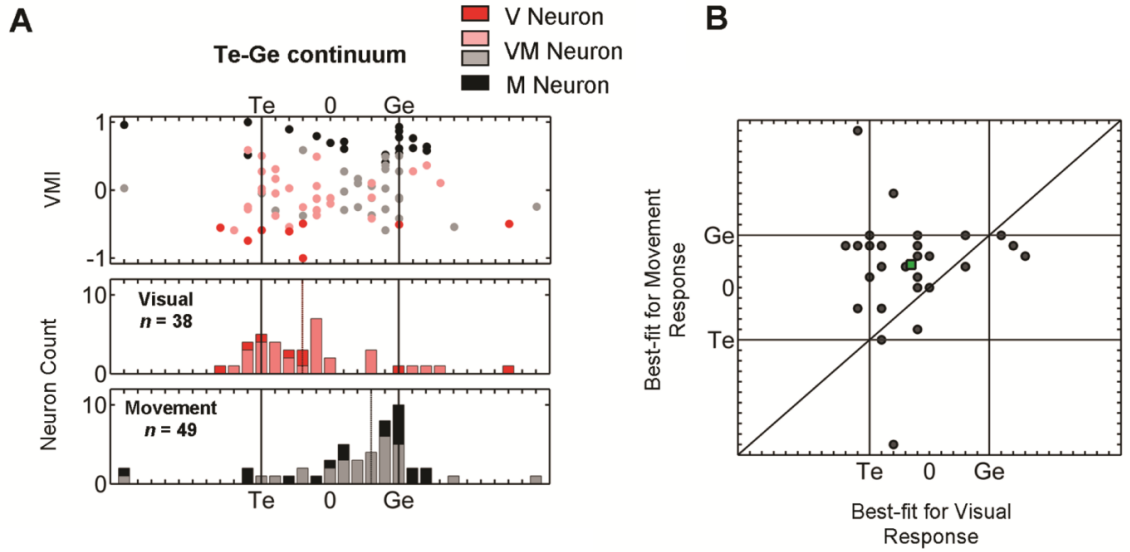 A
V Neuron
VM Neuron
M Neuron
Te-Ge continuum
Te 0 Ge
1
0
-1
VMI
10
0
Visual
n = 38
10
0
Movement
n = 49
Neuron Count
Te 0 Ge
B
Ge
0
Te
Best-fit for Movement
Response
Te 0 Ge
Best-fit for Visual
Response